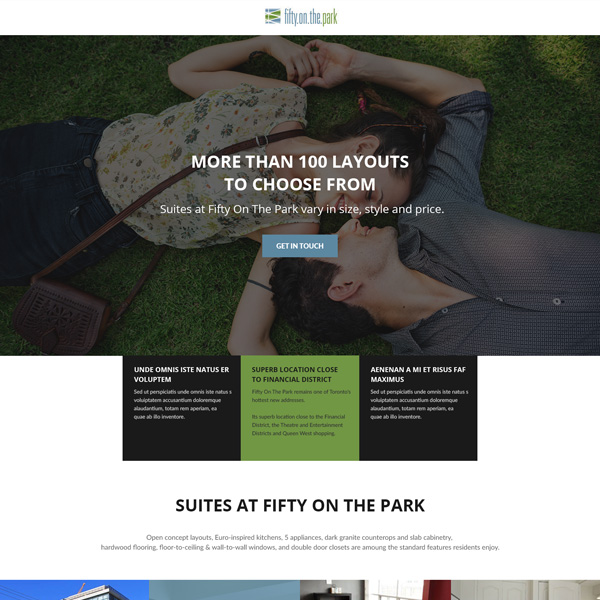 fifty.on.the.park
MORE THAN 100 LAYOUTS
TO CHOOSE FROM
Suites at Fifty On The Park vary in size, style and price.
GET IN TOUCH
UNDE OMNIS ISTE NATUS ER
VOLUPTEM
Sed ut perspiciatis unde omnis iste natus s
voluiptatem accusantium doloremque
alaudantium, totam rem aperiam, ea
quae ab illo inventore.
SUPERB LOCATION CLOSE
TO FINANCIAL DISTRICT
Fifty On The Park remains one of Toronto's
hottest new addresses.
Its superb location close to the Financial
District, the Theatre and Entertainment
Districts and Queen West shopping.
AENENAN A MI ET RISUS FAF
MAXIMUS
Sed ut perspiciatis unde omnis iste natus s
voluiptatem accusantium doloremque
alaudantium, totam rem aperiam, ea
quae ab illo inventore.
SUITES AT FIFTY ON THE PARK
Open concept layouts, Euro-inspired kitchens, 5 appliances, dark granite counterops and slab cabinetry,
hardwood flooring, floor-to-ceiling & wall-to-wall windows, and double door closets are amoung the standard features residents enjoy.